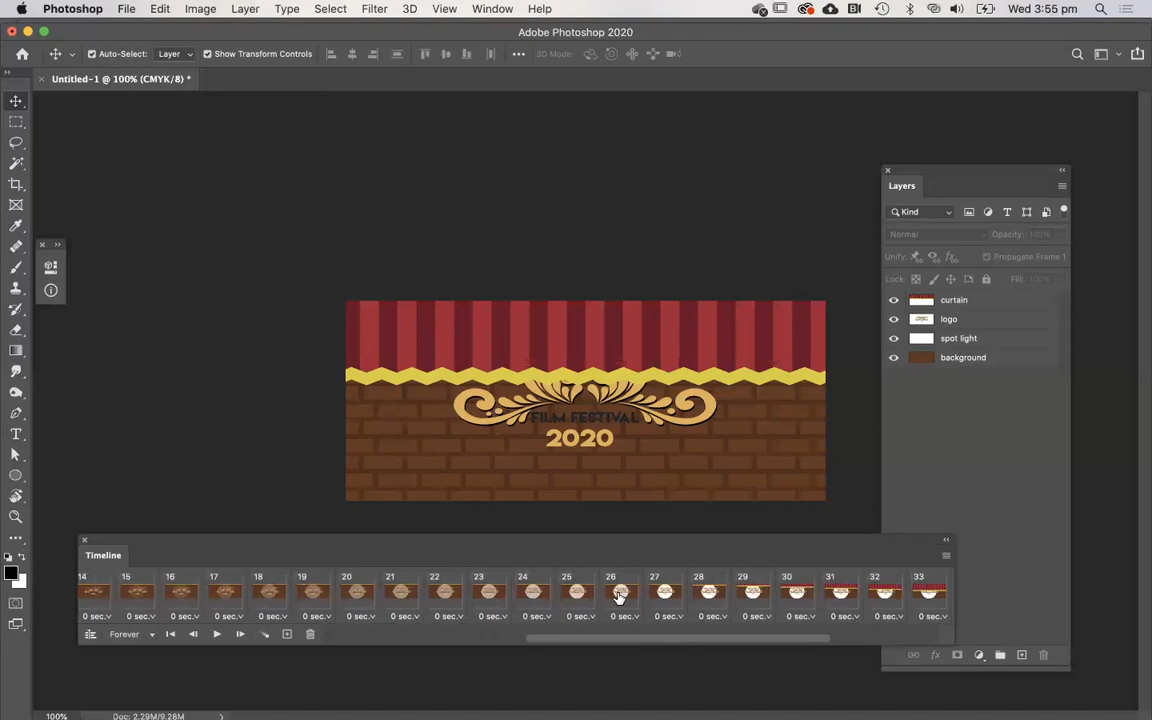 Photoshop File Edit Image Layer Type Select Filter 3D View Window Help Wed 3:55 pm
Adobe Photoshop 2020
Auto-Select: Layer Show Transform Controls 3D Mode:
Untitled-1 @ 100% (CMYK/8) *
Layers
Kind
Normal Opacity: 100%
Unify: Propagate Frame 1
Lock: Fill: 100%
curtain
logo
spot light
background
FILM FESTIVAL
2020
Timeline
14 15 16 17 18 19 20 21 22 23 24 25 26 27 28 29 30 31 32 33
0 sec. 0 sec. 0 sec. 0 sec. 0 sec. 0 sec. 0 sec. 0 sec. 0 sec. 0 sec. 0 sec. 0 sec. 0 sec. 0 sec. 0 sec. 0 sec. 0 sec. 0 sec. 0 sec. 0 sec.
Forever
100% Doc: 2.29M/9.26M